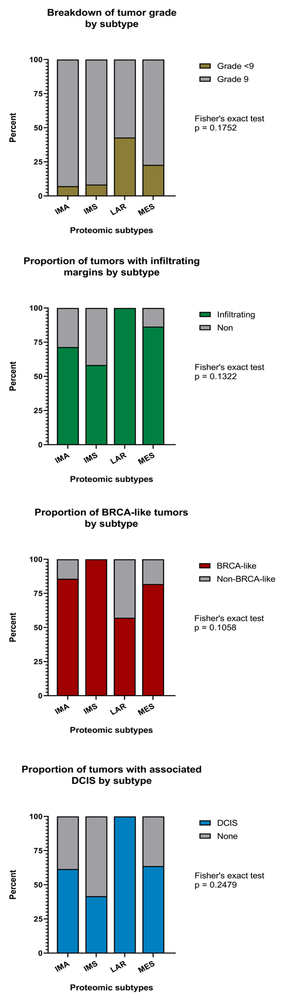 Breakdown of tumor grade
by subtype
100
75
50
25
0
Percent
IMA
IMS
LAR
MES
Proteomic subtypes
Grade <9
Grade 9
Fisher's exact test
p = 0.1752
Proportion of tumors with infiltrating
margins by subtype
100
75
50
25
0
Percent
IMA
IMS
LAR
MES
Proteomic subtypes
Infiltrating
Non
Fisher's exact test
p = 0.1322
Proportion of BRCA-like tumors
by subtype
100
75
50
25
0
Percent
IMA
IMS
LAR
MES
Proteomic subtypes
BRCA-like
Non-BRCA-like
Fisher's exact test
p = 0.1058
Proportion of tumors with associated
DCIS by subtype
100
75
50
25
0
Percent
IMA
IMS
LAR
MES
Proteomic subtypes
DCIS
None
Fisher's exact test
p = 0.2479